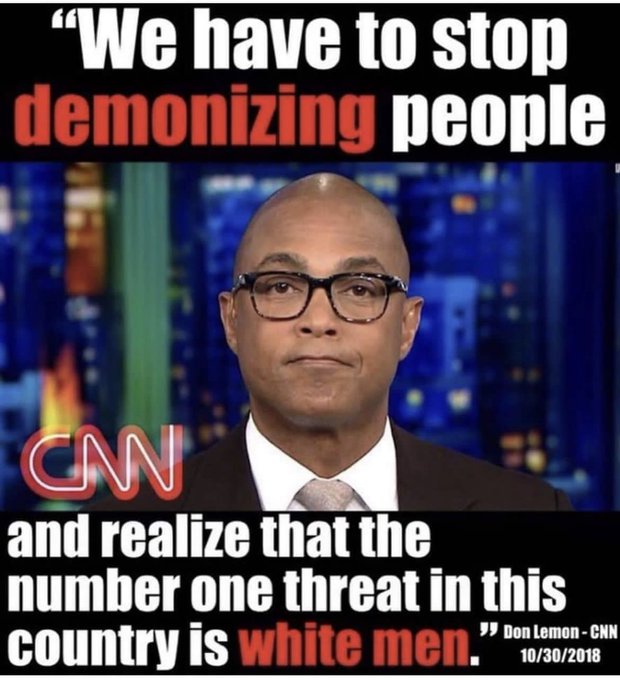 “We have to stop
demonizing people
CNN
and realize that the
number one threat in this
country is white men.” Don Lemon - CNN
10/30/2018